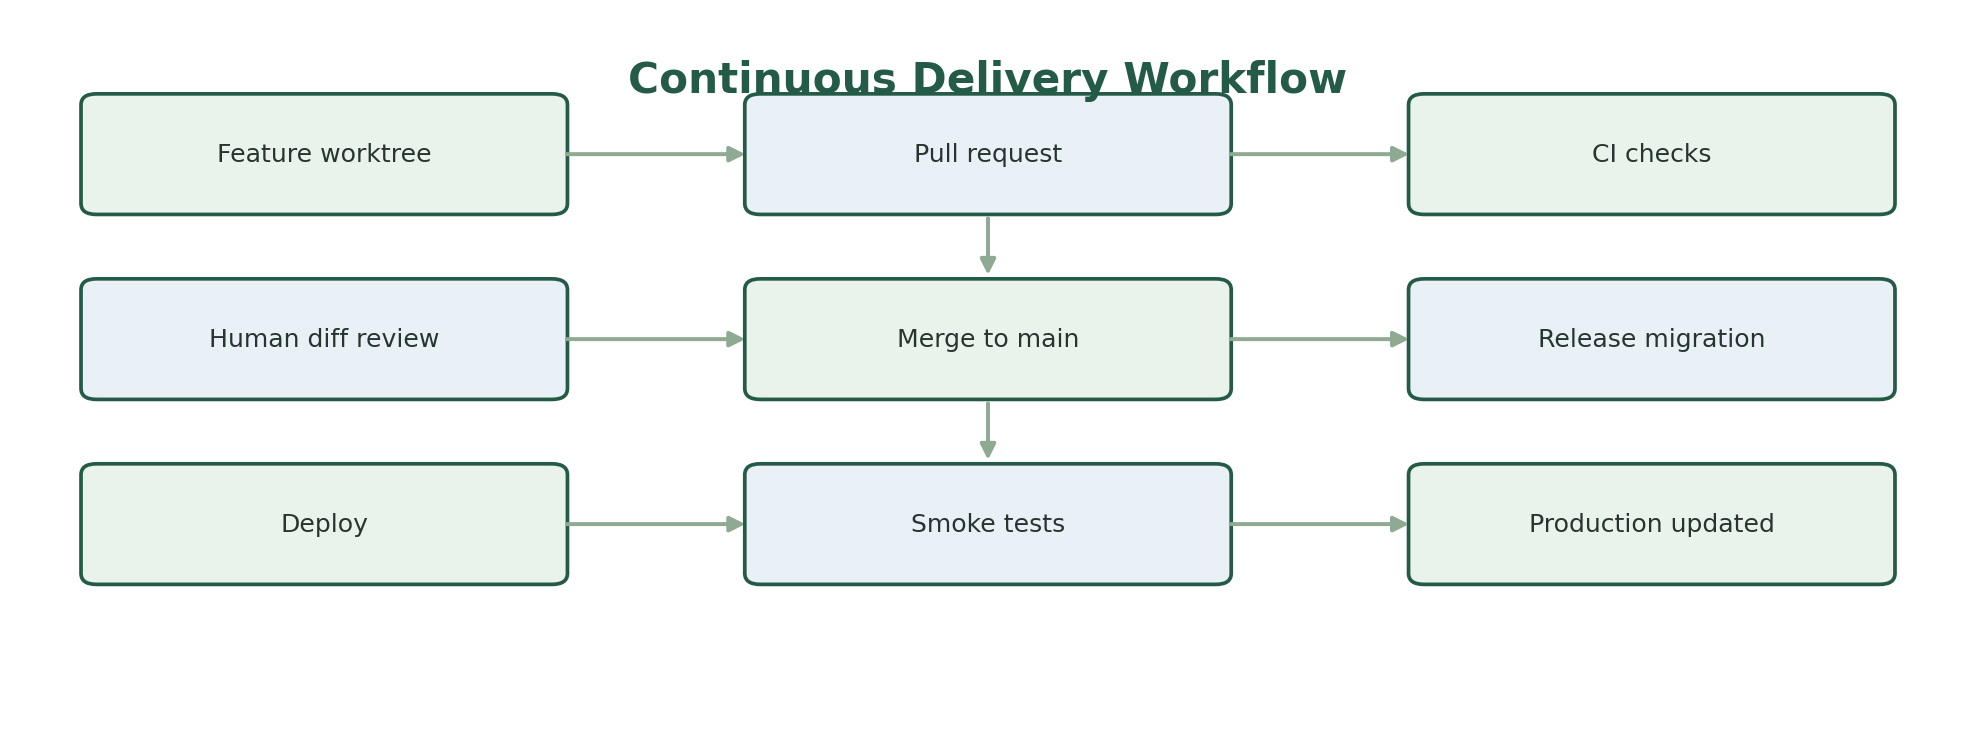 Continuous Delivery Workflow
Feature worktree
Pull request
CI checks
Human diff review
Merge to main
Release migration
Deploy
Smoke tests
Production updated